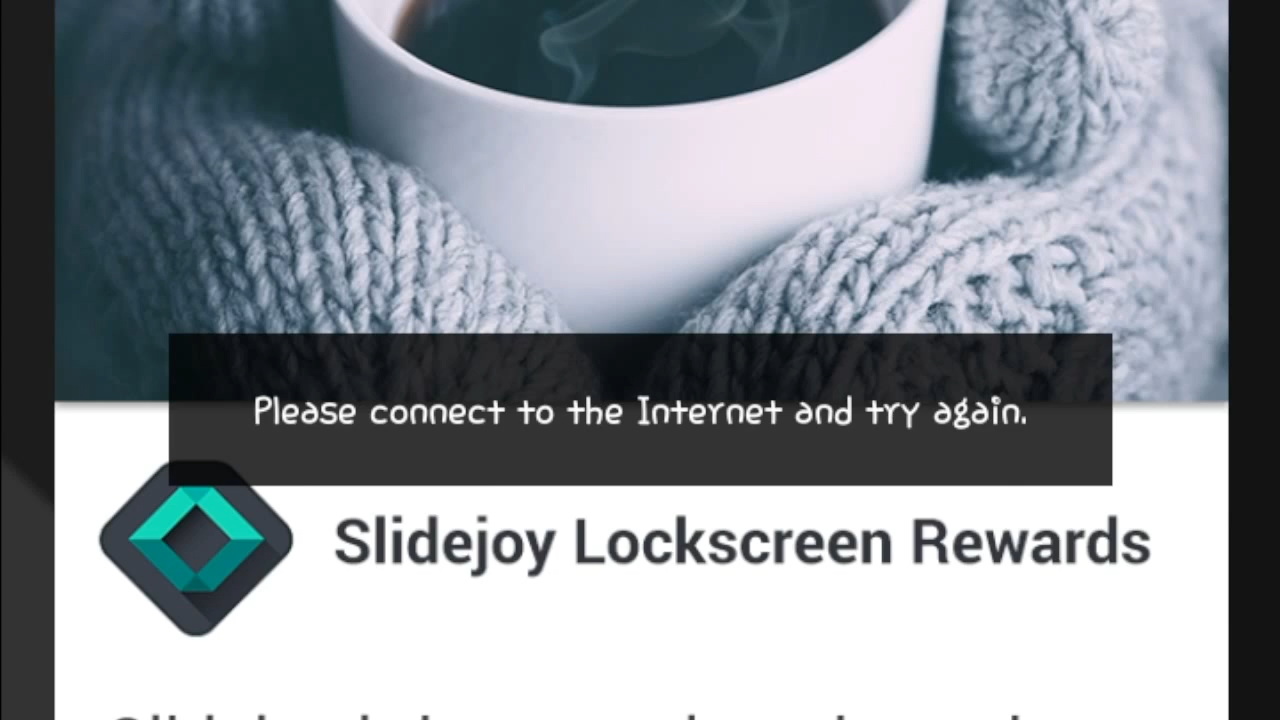 Please connect to the Internet and try again.
Slidejoy Lockscreen Rewards